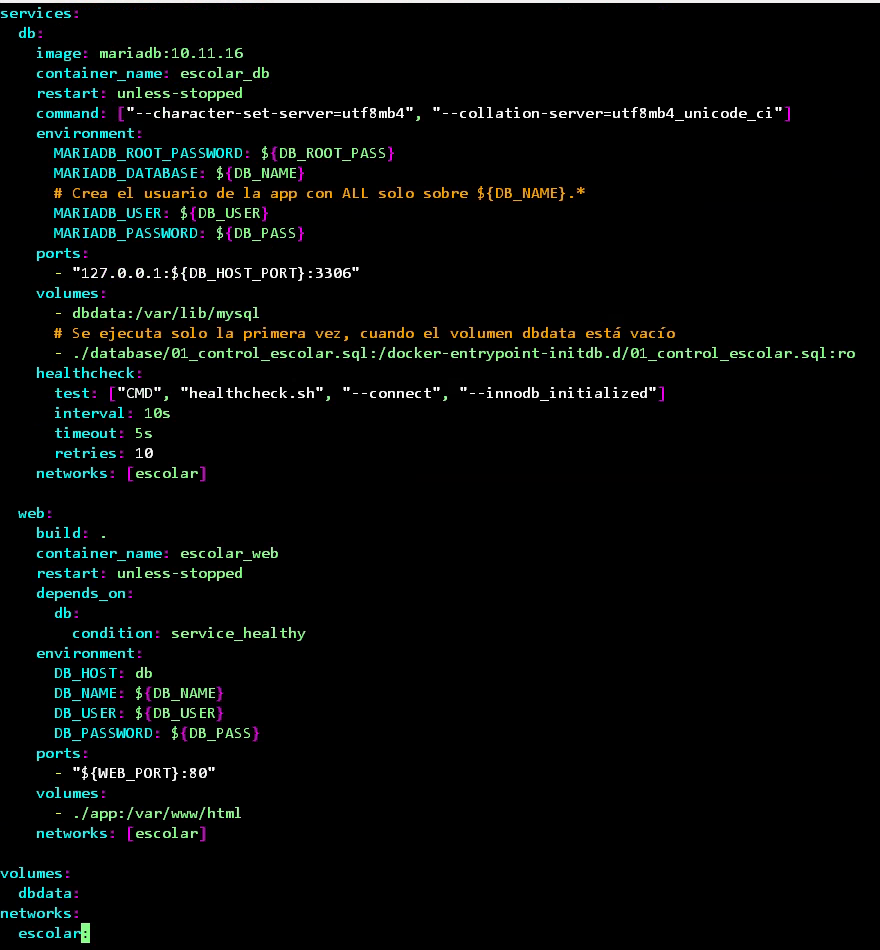 services:
  db:
    image: mariadb:10.11.16
    container_name: escolar_db
    restart: unless-stopped
    command: ["--character-set-server=utf8mb4", "--collation-server=utf8mb4_unicode_ci"]
    environment:
      MARIADB_ROOT_PASSWORD: ${DB_ROOT_PASS}
      MARIADB_DATABASE: ${DB_NAME}
      # Crea el usuario de la app con ALL solo sobre ${DB_NAME}.*
      MARIADB_USER: ${DB_USER}
      MARIADB_PASSWORD: ${DB_PASS}
    ports:
      - "127.0.0.1:${DB_HOST_PORT}:3306"
    volumes:
      - dbdata:/var/lib/mysql
      # Se ejecuta solo la primera vez, cuando el volumen dbdata está vacío
      - ./database/01_control_escolar.sql:/docker-entrypoint-initdb.d/01_control_escolar.sql:ro
    healthcheck:
      test: ["CMD", "healthcheck.sh", "--connect", "--innodb_initialized"]
      interval: 10s
      timeout: 5s
      retries: 10
    networks: [escolar]

  web:
    build: .
    container_name: escolar_web
    restart: unless-stopped
    depends_on:
      db:
        condition: service_healthy
    environment:
      DB_HOST: db
      DB_NAME: ${DB_NAME}
      DB_USER: ${DB_USER}
      DB_PASSWORD: ${DB_PASS}
    ports:
      - "${WEB_PORT}:80"
    volumes:
      - ./app:/var/www/html
    networks: [escolar]

volumes:
  dbdata:
networks:
  escolar: